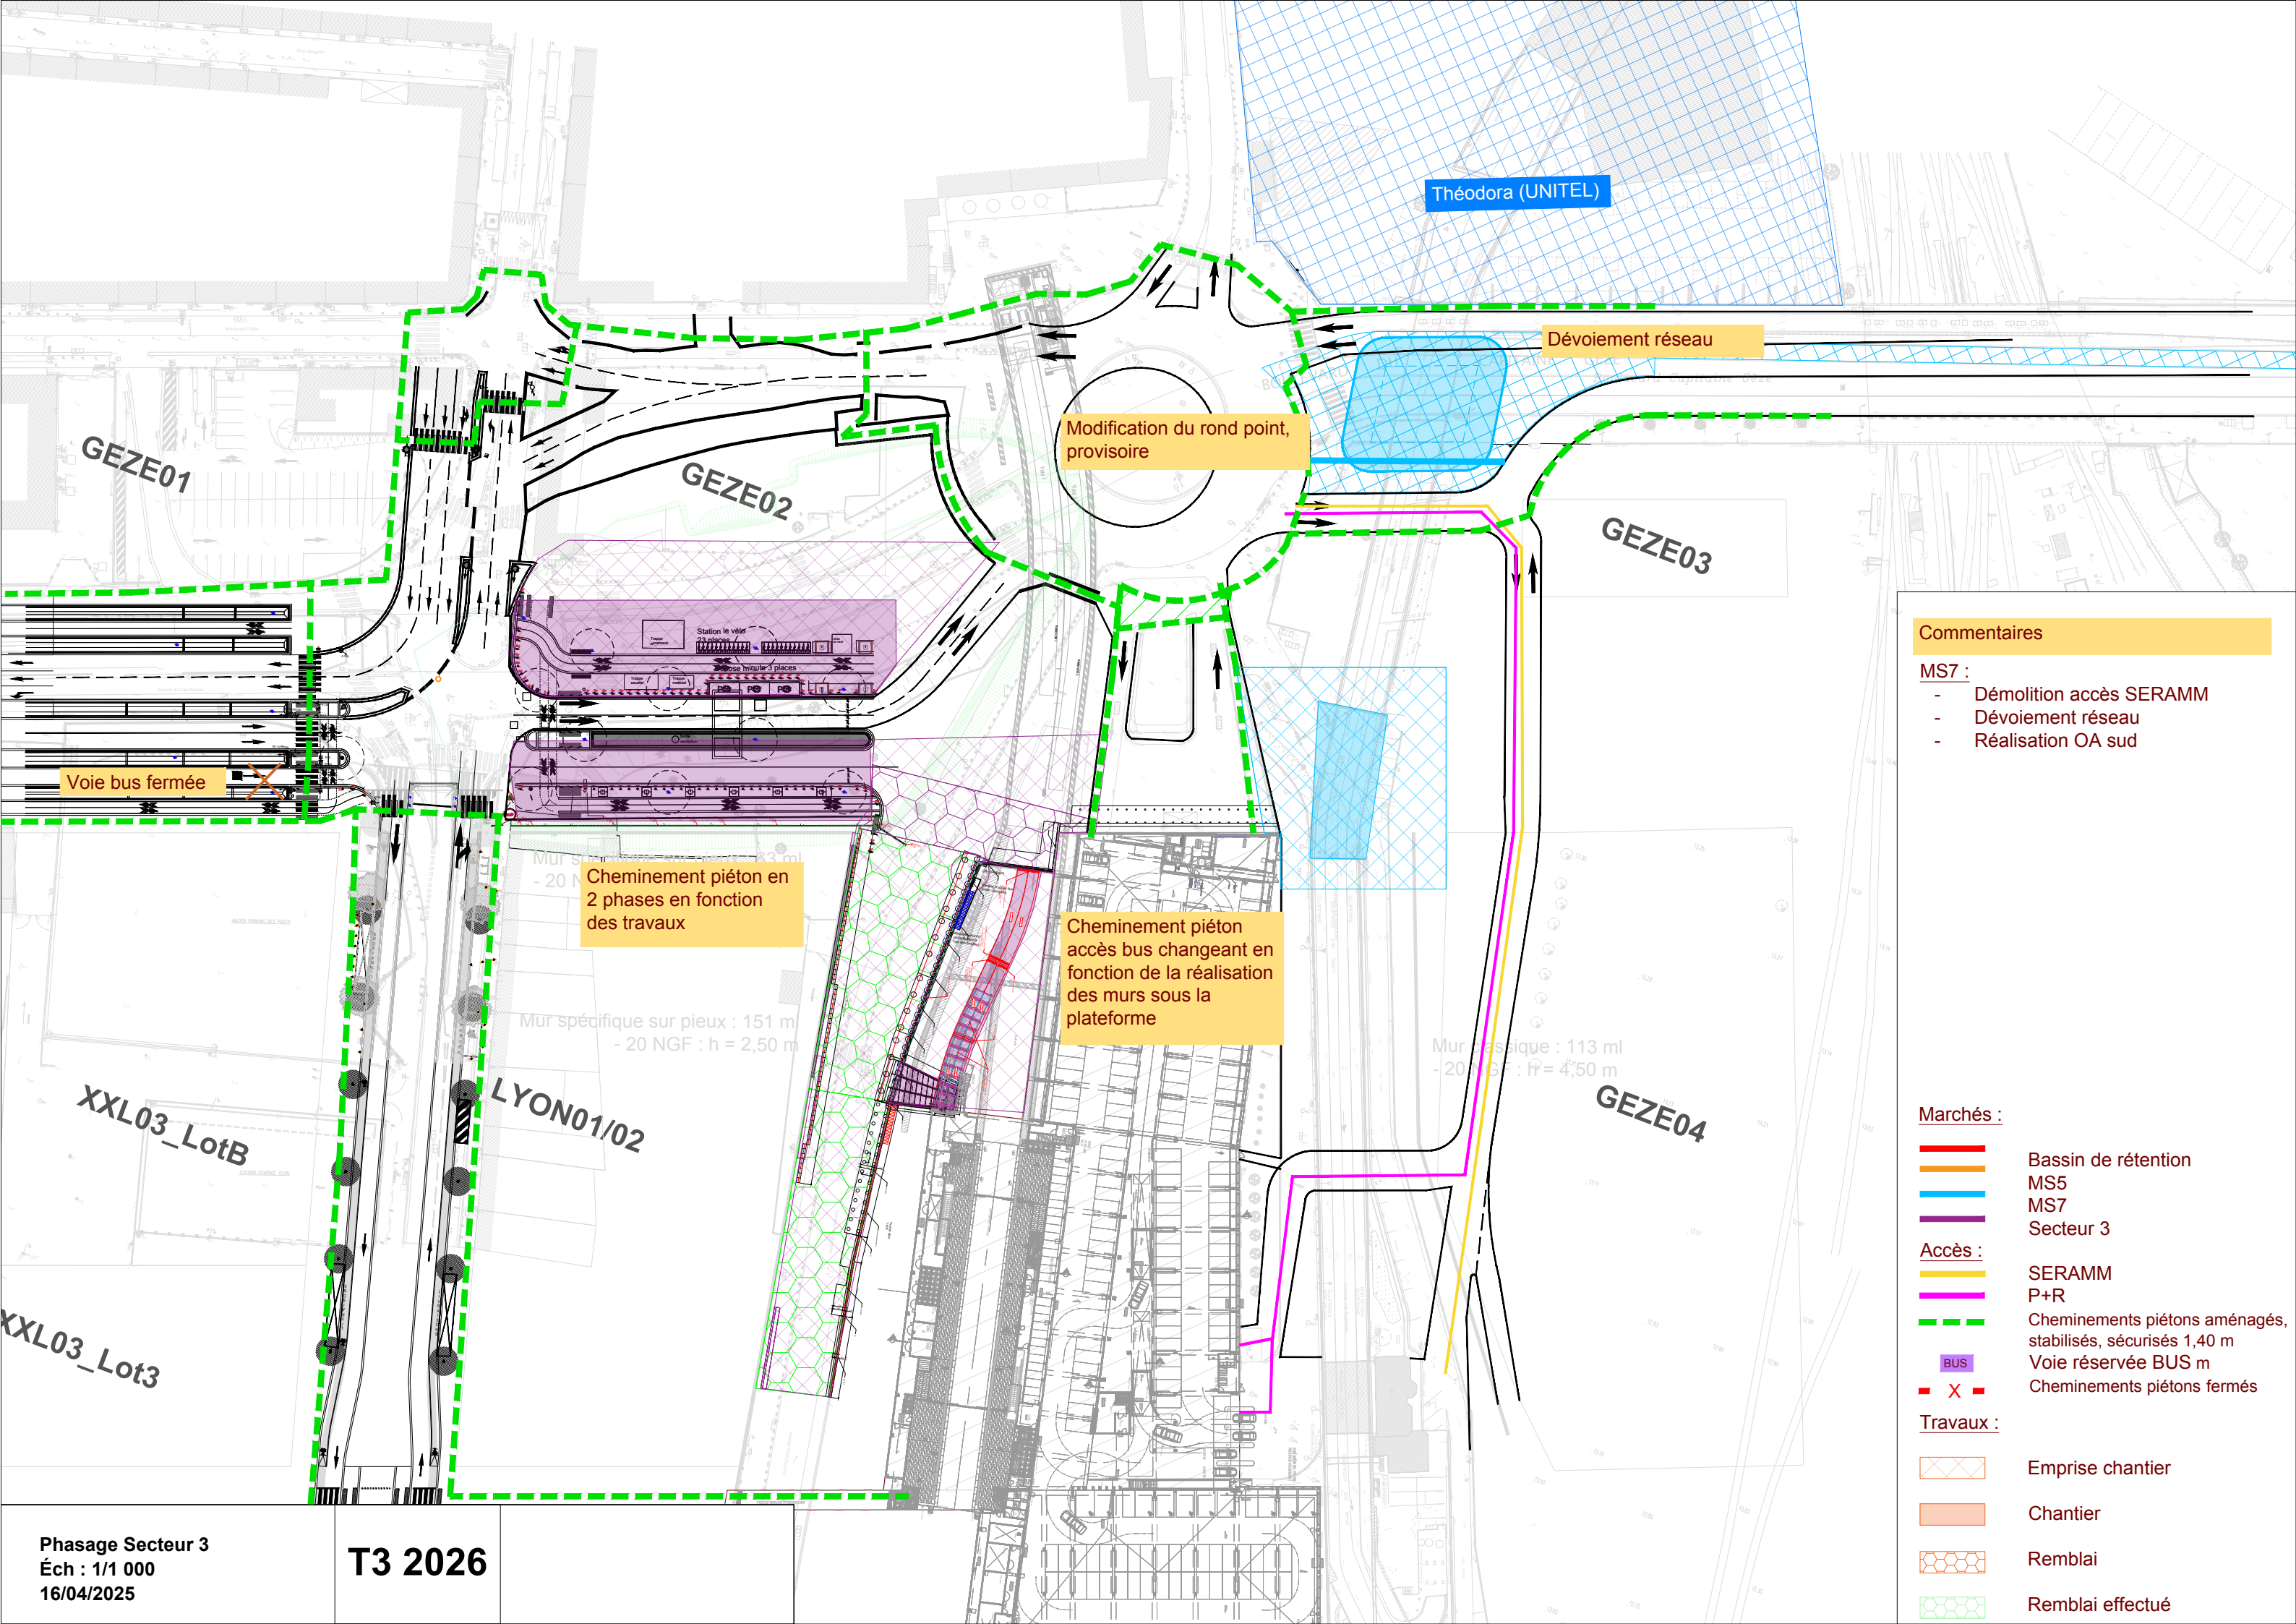 Théodora (UNITEL)
Dévoiement réseau
Modification du rond point,
provisoire
GEZE01
GEZE02
GEZE03
Station le vélo
23 places
Voie bus fermée
Cheminement piéton en
2 phases en fonction
des travaux
Cheminement piéton
accès bus changeant en
fonction de la réalisation
des murs sous la
plateforme
Mur spécifique sur pieux : 151 m
- 20 NGF : h = 2,50 m
Mur classique : 113 ml
- 20 NGF : h = 4,50 m
GEZE04
XXL03_LotB
LYON01/02
XXL03_Lot3
Commentaires
MS7 :
- Démolition accès SERAMM
- Dévoiement réseau
- Réalisation OA sud
Marchés :
Bassin de rétention
MS5
MS7
Secteur 3
Accès :
SERAMM
P+R
Cheminements piétons aménagés,
stabilisés, sécurisés 1,40 m
BUS Voie réservée BUS m
X Cheminements piétons fermés
Travaux :
Emprise chantier
Chantier
Remblai
Remblai effectué
Phasage Secteur 3
Éch : 1/1 000
16/04/2025
T3 2026